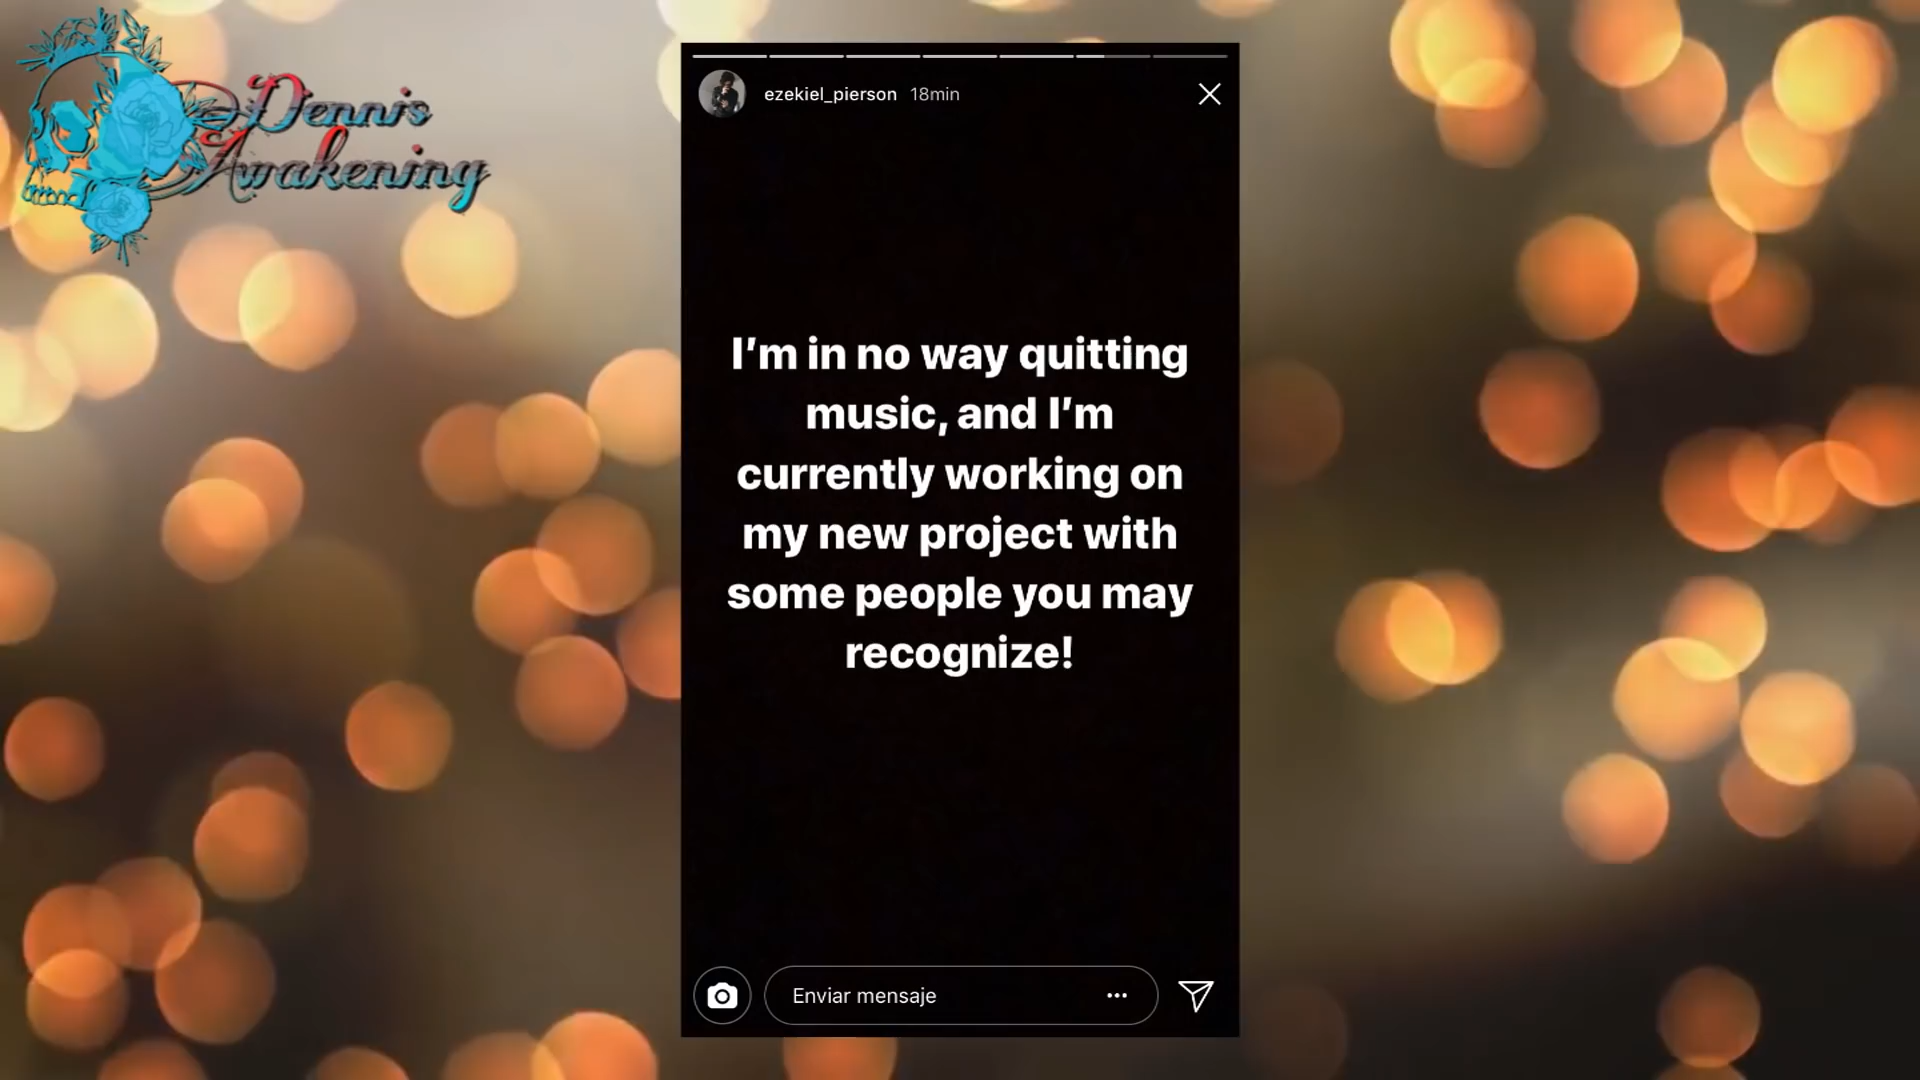 Dennis
Awakening
ezekiel_pierson 18min
I'm in no way quitting
music, and I'm
currently working on
my new project with
some people you may
recognize!
Enviar mensaje